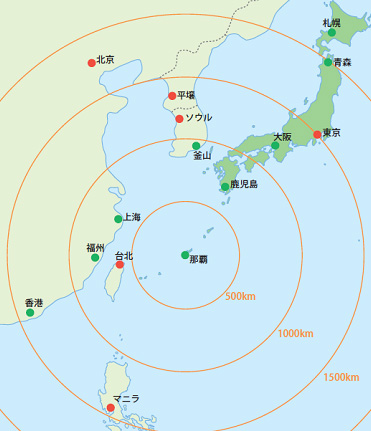 札幌
北京
青森
平壌
ソウル
東京
大阪
釜山
鹿児島
上海
福州
台北
那覇
500km
香港
1000km
1500km
マニラ